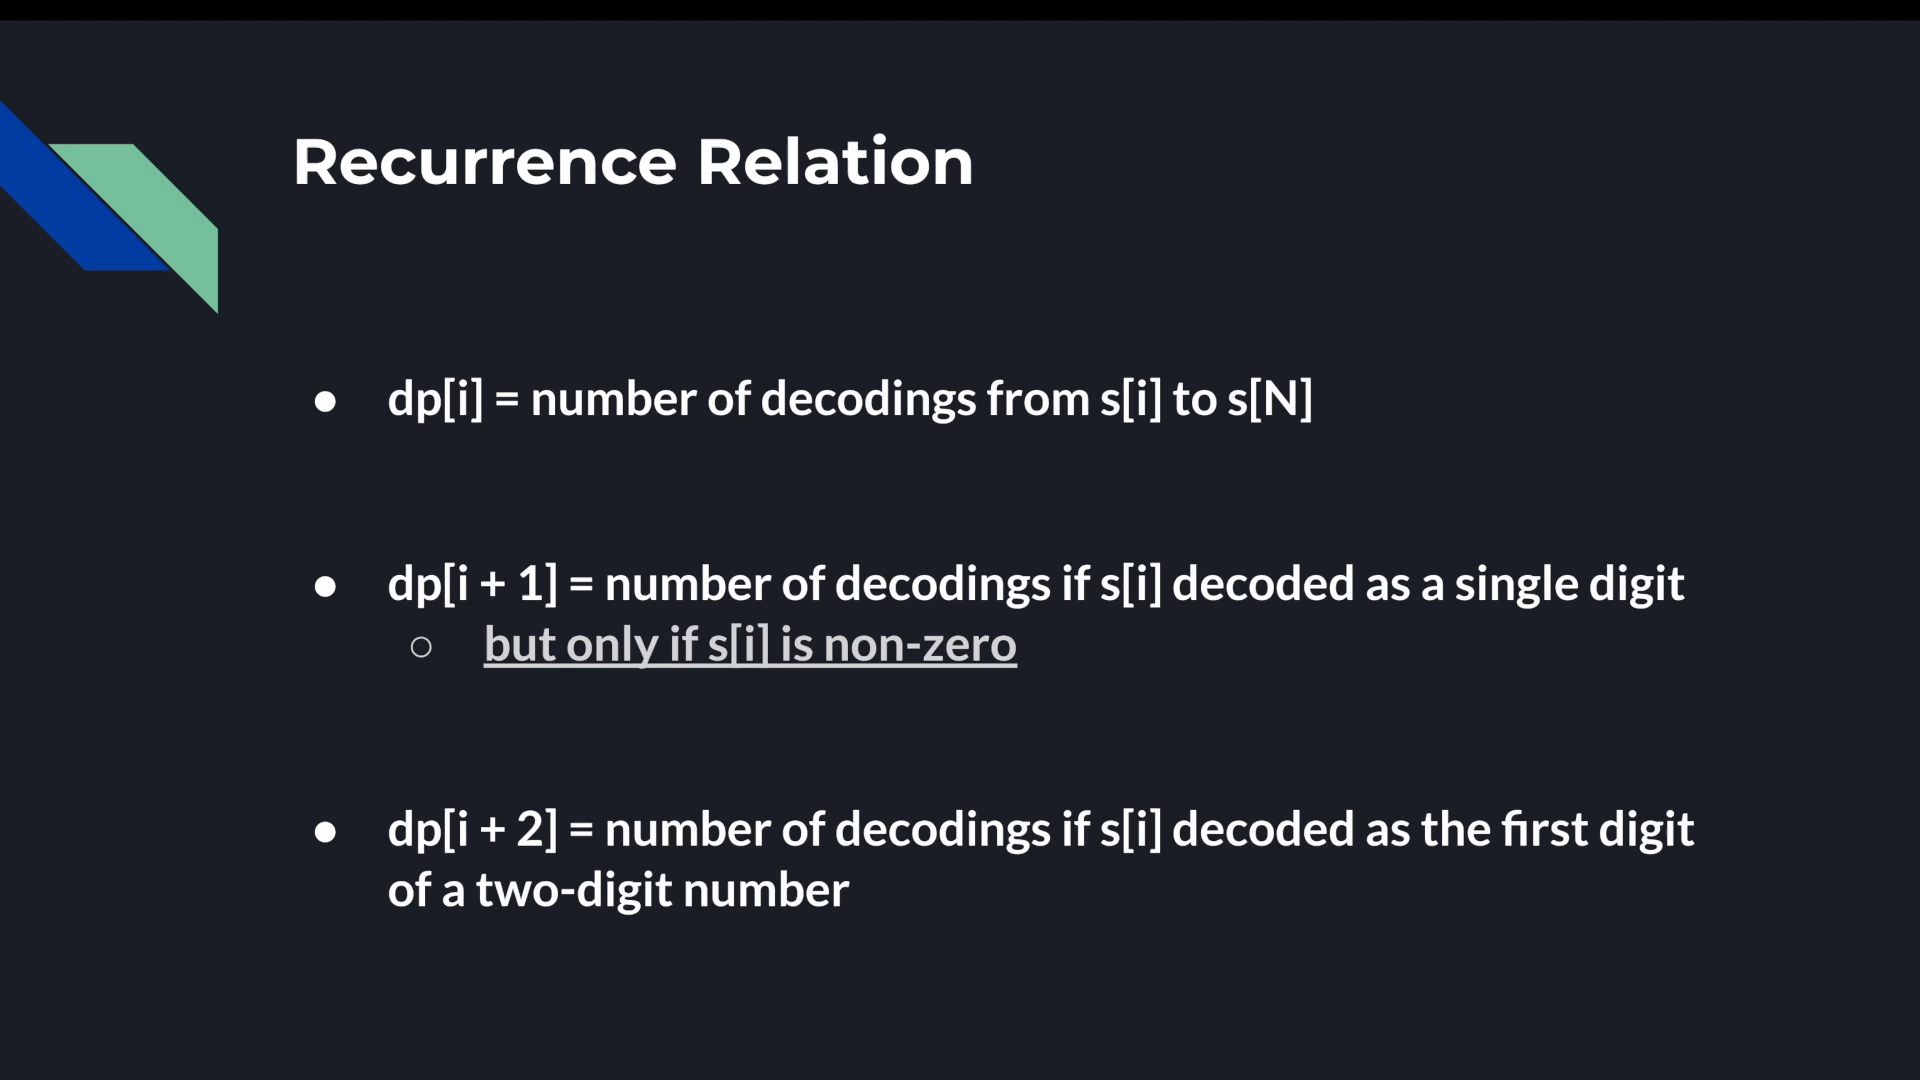 Recurrence Relation
● dp[i] = number of decodings from s[i] to s[N]
● dp[i + 1] = number of decodings if s[i] decoded as a single digit
○ but only if s[i] is non-zero
● dp[i + 2] = number of decodings if s[i] decoded as the first digit
of a two-digit number